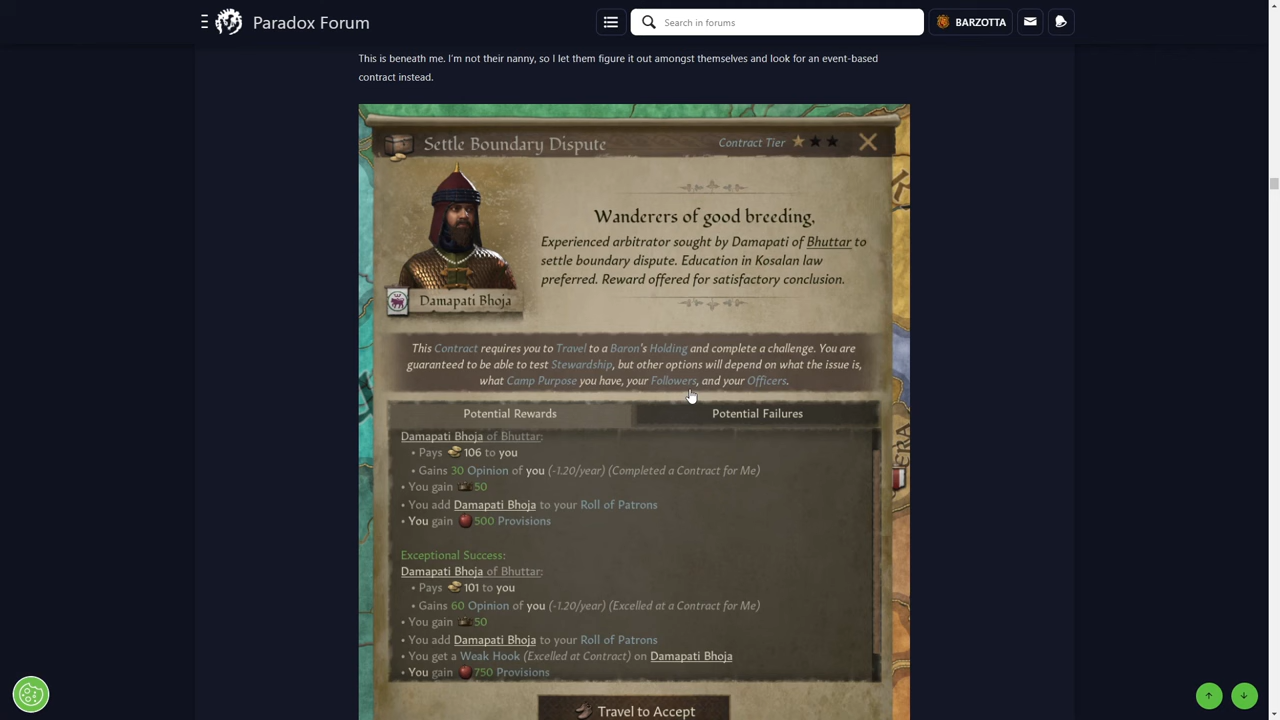 Paradox Forum
Search in forums
BARZOTTA
This is beneath me. I'm not their nanny, so I let them figure it out amongst themselves and look for an event-based
contract instead.
Settle Boundary Dispute
Contract Tier
Wanderers of good breeding,
Experienced arbitrator sought by Damapati of Bhuttar to
settle boundary dispute. Education in Kosalan law
preferred. Reward offered for satisfactory conclusion.
Damapati Bhoja
This Contract requires you to Travel to a Baron's Holding and complete a challenge. You are
guaranteed to be able to test Stewardship, but other options will depend on what the issue is,
what Camp Purpose you have, your Followers, and your Officers.
Potential Rewards
Potential Failures
Damapati Bhoja of Bhuttar:
• Pays 106 to you
• Gains 30 Opinion of you (-1.20/year) (Completed a Contract for Me)
• You gain 50
• You add Damapati Bhoja to your Roll of Patrons
• You gain 500 Provisions
Exceptional Success:
Damapati Bhoja of Bhuttar:
• Pays 101 to you
• Gains 60 Opinion of you (-1.20/year) (Excelled at a Contract for Me)
• You gain 50
• You add Damapati Bhoja to your Roll of Patrons
• You get a Weak Hook (Excelled at Contract) on Damapati Bhoja
• You gain 750 Provisions
Travel to Accept